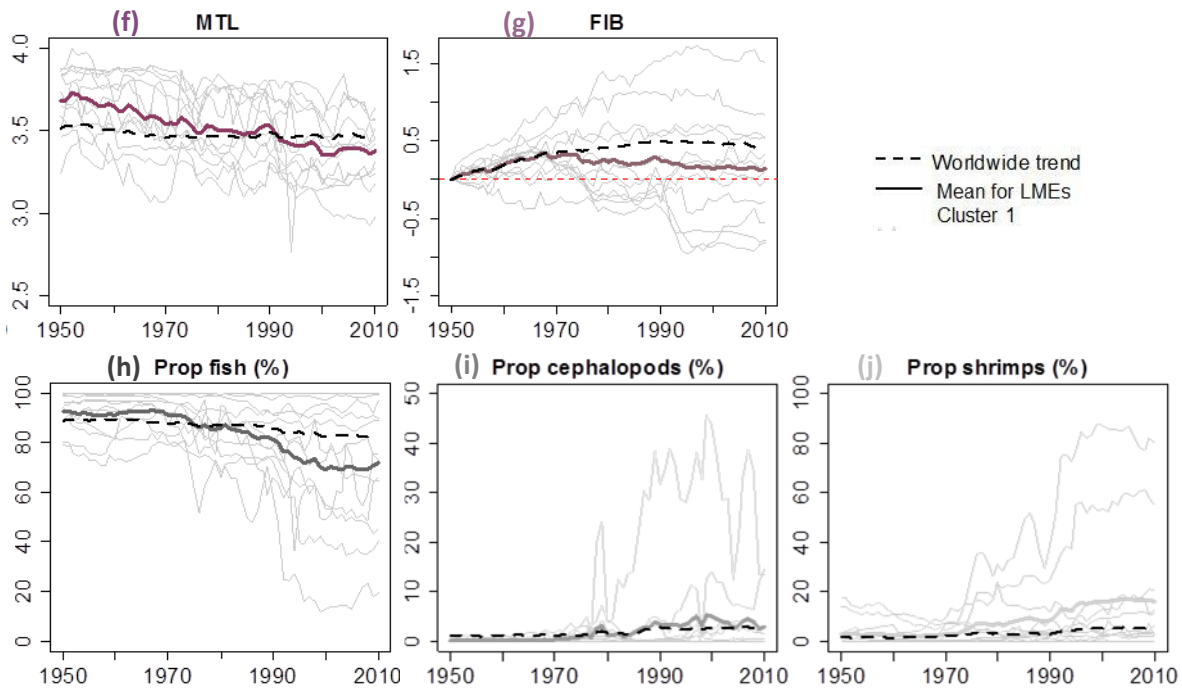 (f) MTL
4.0
3.5
3.0
2.5
1950 1970 1990 2010
(g) FIB
1.5
0.5
-0.5
-1.5
1950 1970 1990 2010
Worldwide trend
Mean for LMEs
Cluster 1
(h) Prop fish (%)
100
80
60
40
20
0
1950 1970 1990 2010
(i) Prop cephalopods (%)
50
40
30
20
10
0
1950 1970 1990 2010
(j) Prop shrimps (%)
100
80
60
40
20
0
1950 1970 1990 2010